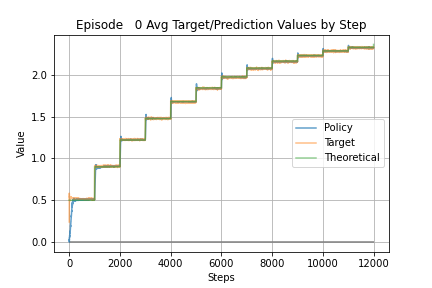 Episode   0 Avg Target/Prediction Values by Step
Value
2.0
1.5
1.0
0.5
0.0
Policy
Target
Theoretical
0 2000 4000 6000 8000 10000 12000
Steps